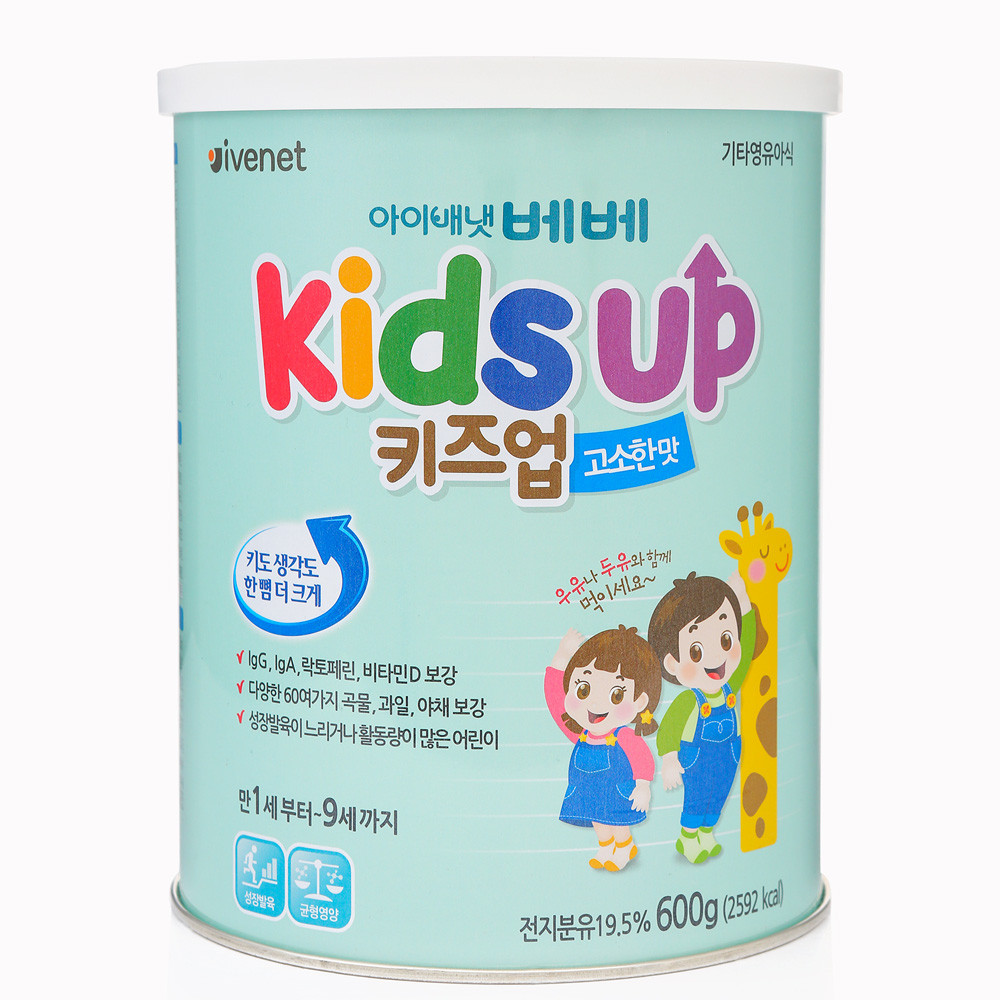 ivenet
기타영유아식
아이배냇 베베
Kids up
키즈업
고소한맛
키도 생각도
한 뼘 더 크게
우유나 두유와 함께
먹이세요~
IgG, IgA, 락토페린, 비타민D 보강
다양한 60여가지 곡물, 과일, 야채 보강
성장발육이 느리거나 활동량이 많은 어린이
만1세 부터~9세 까지
성장발육
균형영양
전지분유19.5% 600g (2592 kcal)